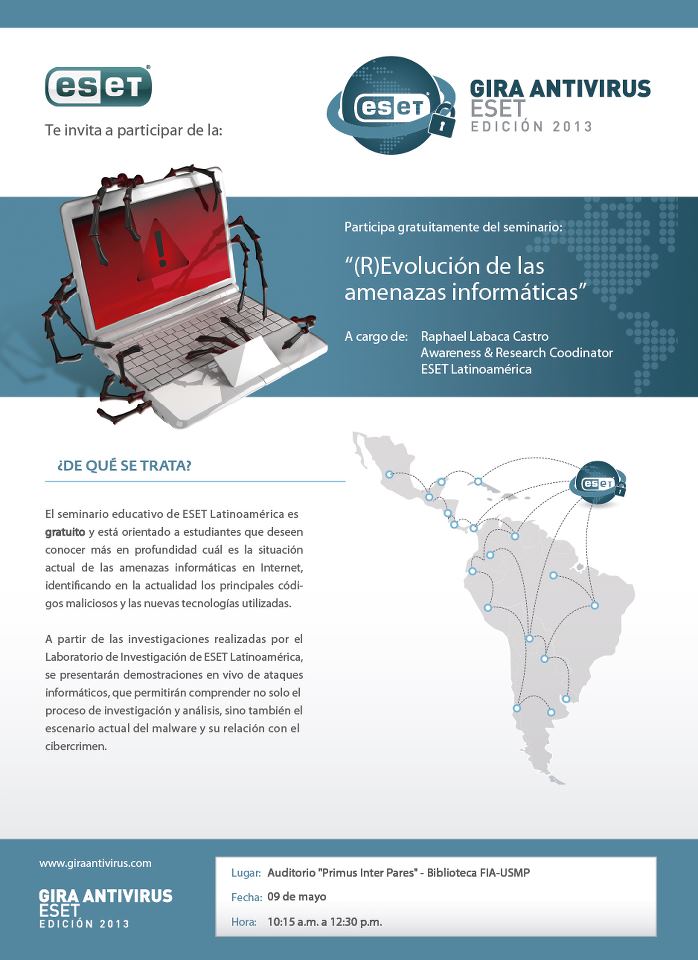 eset
Te invita a participar de la:
eset
GIRA ANTIVIRUS
ESET
EDICIÓN 2013
Participa gratuitamente del seminario:
“(R)Evolución de las
amenazas informáticas”
A cargo de: Raphael Labaca Castro
Awareness & Research Coodinator
ESET Latinoamérica
¿DE QUÉ SE TRATA?
El seminario educativo de ESET Latinoamérica es
gratuito y está orientado a estudiantes que deseen
conocer más en profundidad cuál es la situación
actual de las amenazas informáticas en Internet,
identificando en la actualidad los principales códi-
gos maliciosos y las nuevas tecnologías utilizadas.
A partir de las investigaciones realizadas por el
Laboratorio de Investigación de ESET Latinoamérica,
se presentarán demostraciones en vivo de ataques
informáticos, que permitirán comprender no solo el
proceso de investigación y análisis, sino también el
escenario actual del malware y su relación con el
cibercrimen.
eset
www.giraantivirus.com
GIRA ANTIVIRUS
ESET
EDICIÓN 2013
Lugar: Auditorio "Primus Inter Pares" - Biblioteca FIA-USMP
Fecha: 09 de mayo
Hora: 10:15 a.m. a 12:30 p.m.